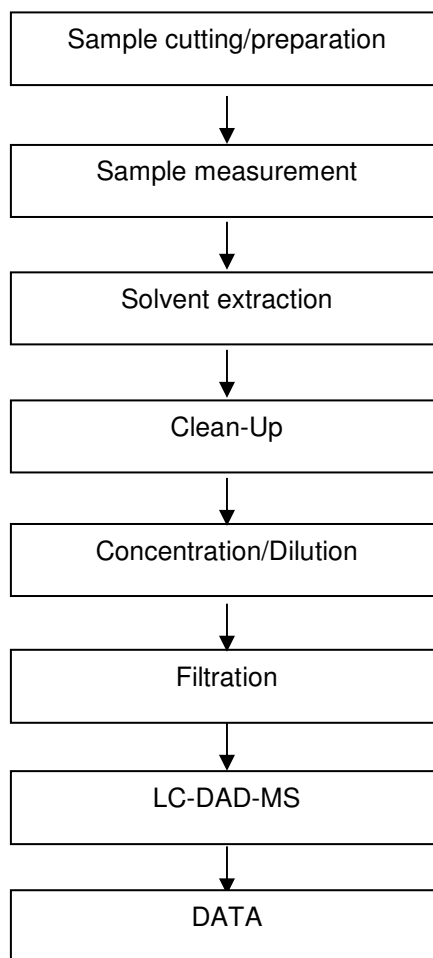 Sample cutting/preparation
Sample measurement
Solvent extraction
Clean-Up
Concentration/Dilution
Filtration
LC-DAD-MS
DATA